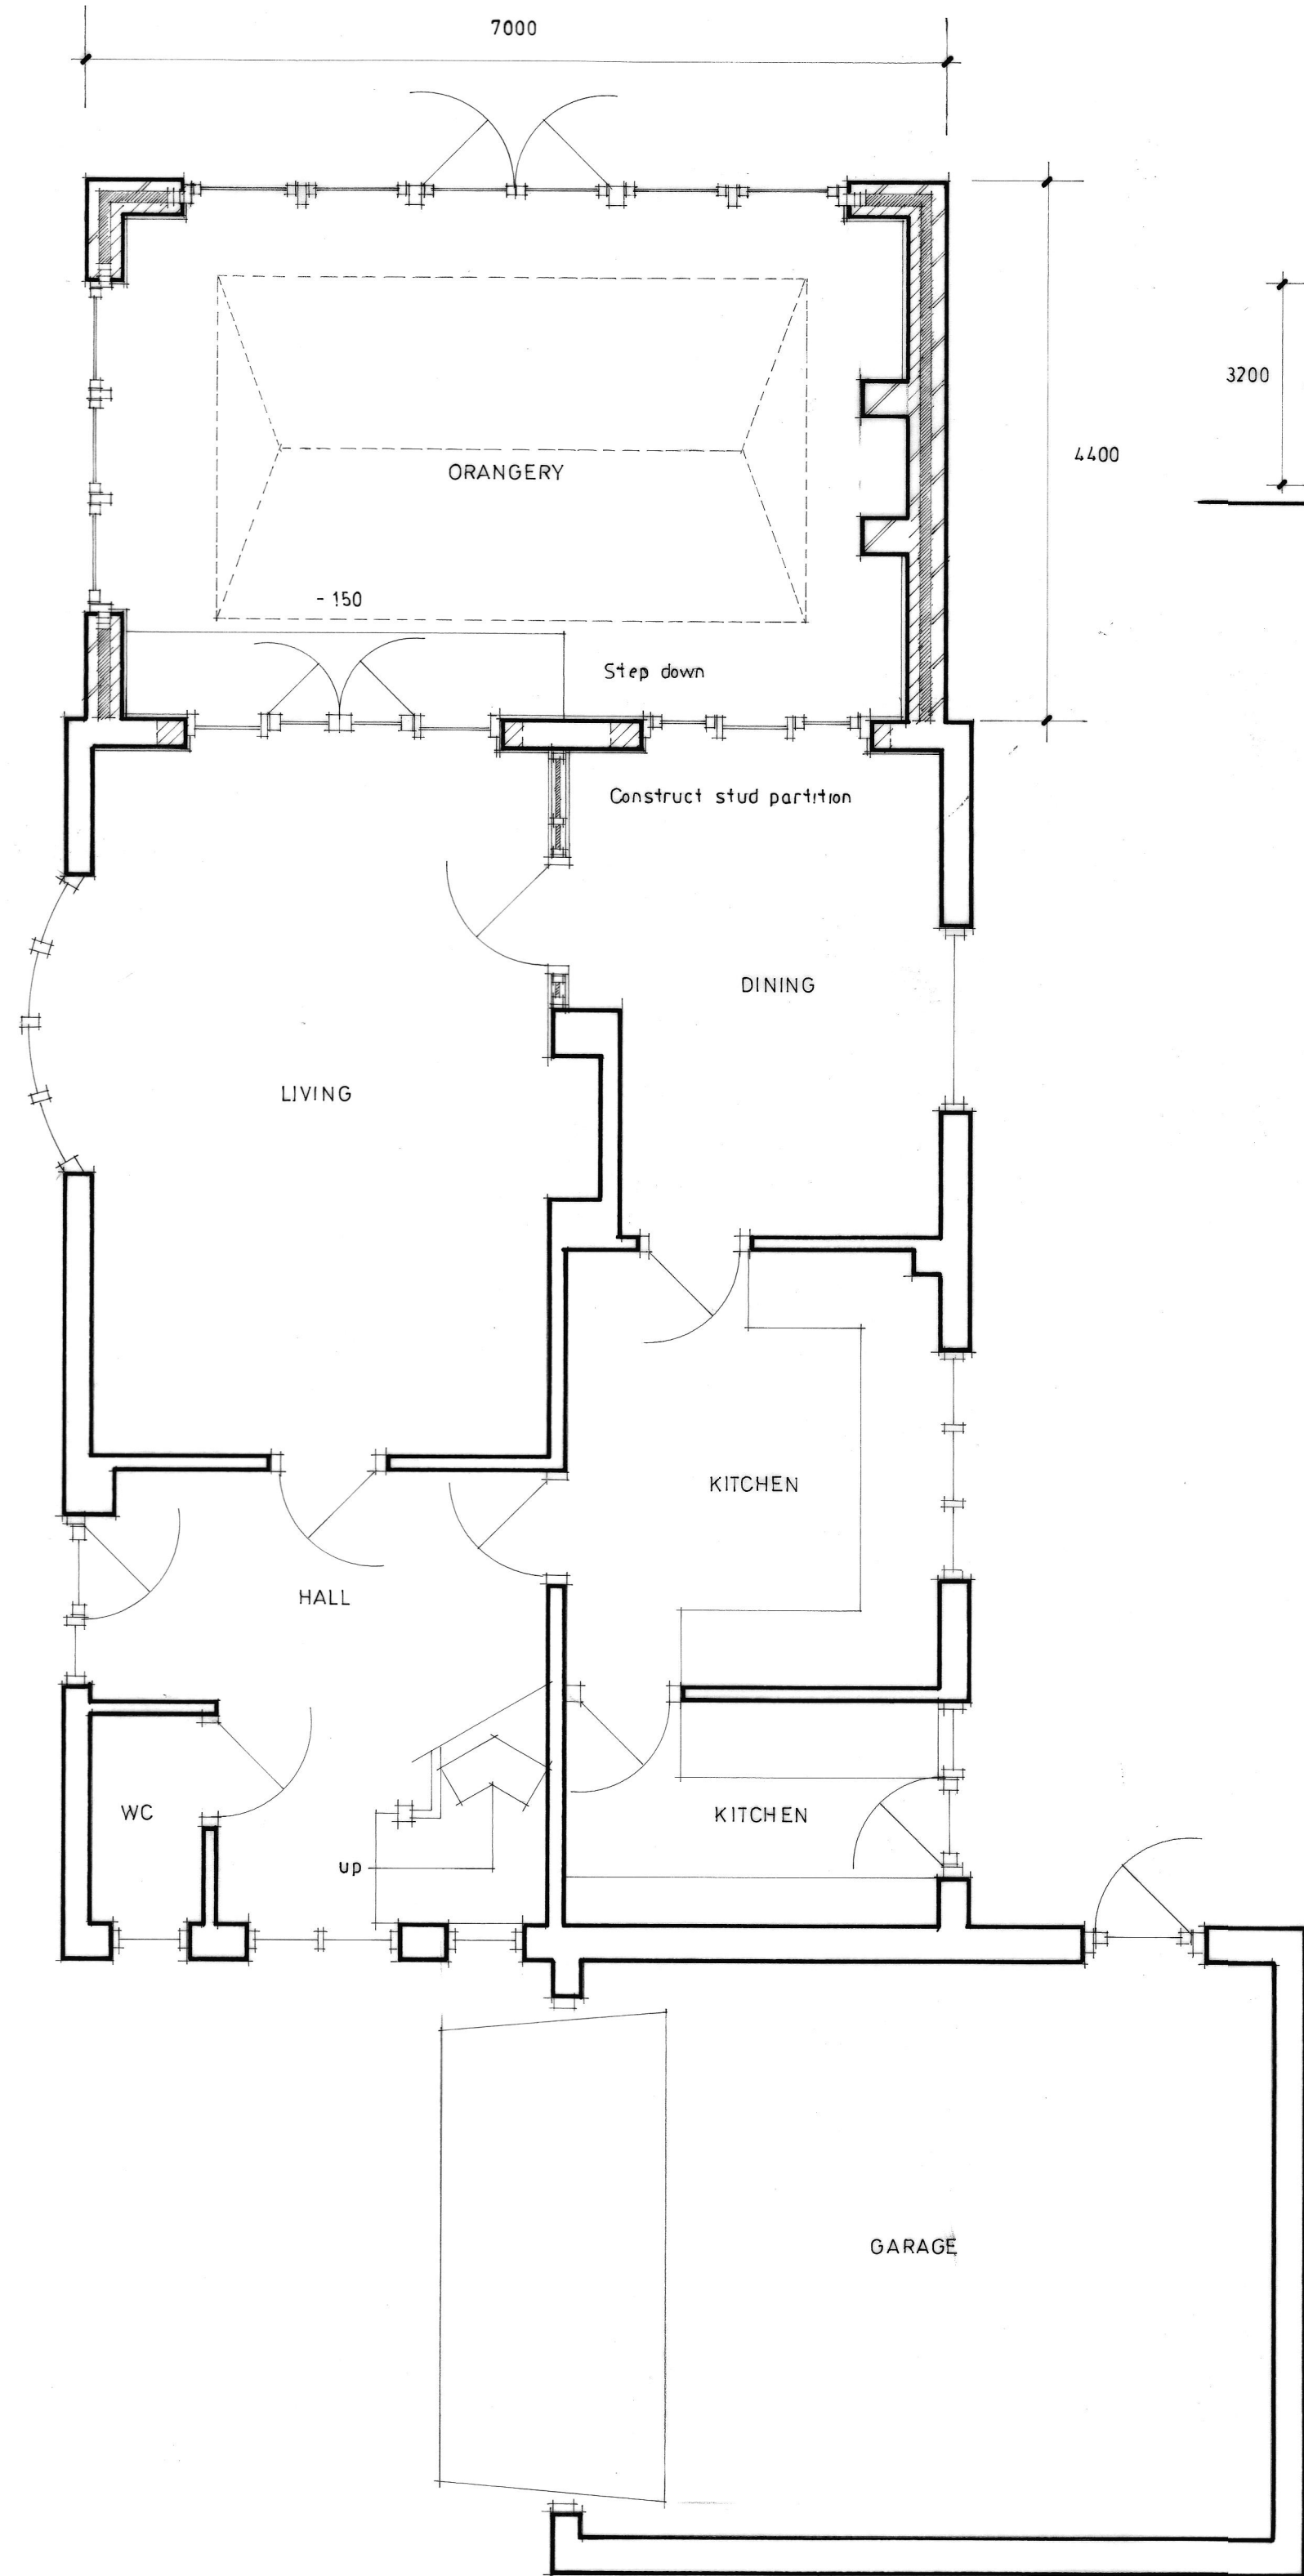 7000
3200
4400
ORANGERY
- 150
Step down
Construct stud partition
DINING
LIVING
KITCHEN
HALL
WC
KITCHEN
up
GARAGE